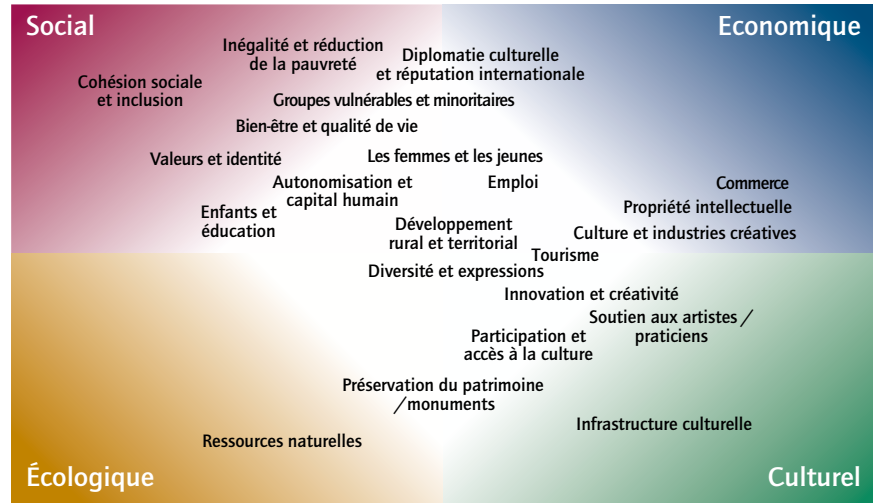 Social
Economique
Inégalité et réduction
de la pauvreté
Diplomatie culturelle
et réputation internationale
Cohésion sociale
et inclusion
Groupes vulnérables et minoritaires
Bien-être et qualité de vie
Valeurs et identité
Les femmes et les jeunes
Autonomisation et
capital humain
Emploi
Commerce
Enfants et
éducation
Propriété intellectuelle
Développement
rural et territorial
Culture et industries créatives
Tourisme
Diversité et expressions
Innovation et créativité
Soutien aux artistes /
praticiens
Participation et
accès à la culture
Préservation du patrimoine
/monuments
Infrastructure culturelle
Ressources naturelles
Écologique
Culturel